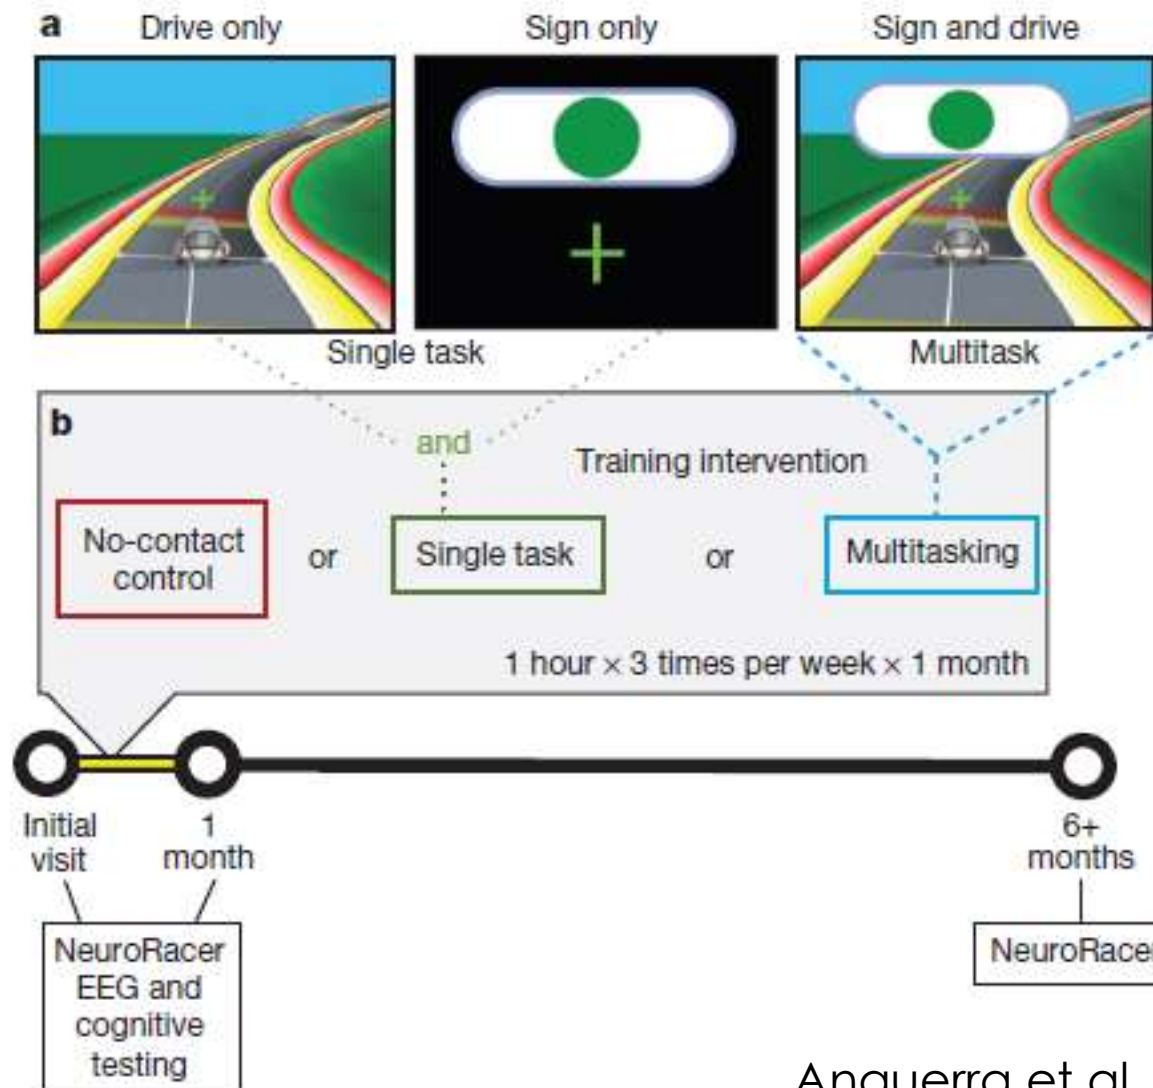 a
Drive only
Sign only
Sign and drive
Single task
Multitask
b
and
Training intervention
No-contact
control
or
Single task
or
Multitasking
1 hour × 3 times per week × 1 month
Initial
visit
1
month
6+
months
NeuroRacer
EEG and
cognitive
testing
NeuroRacer
Anguerra et al